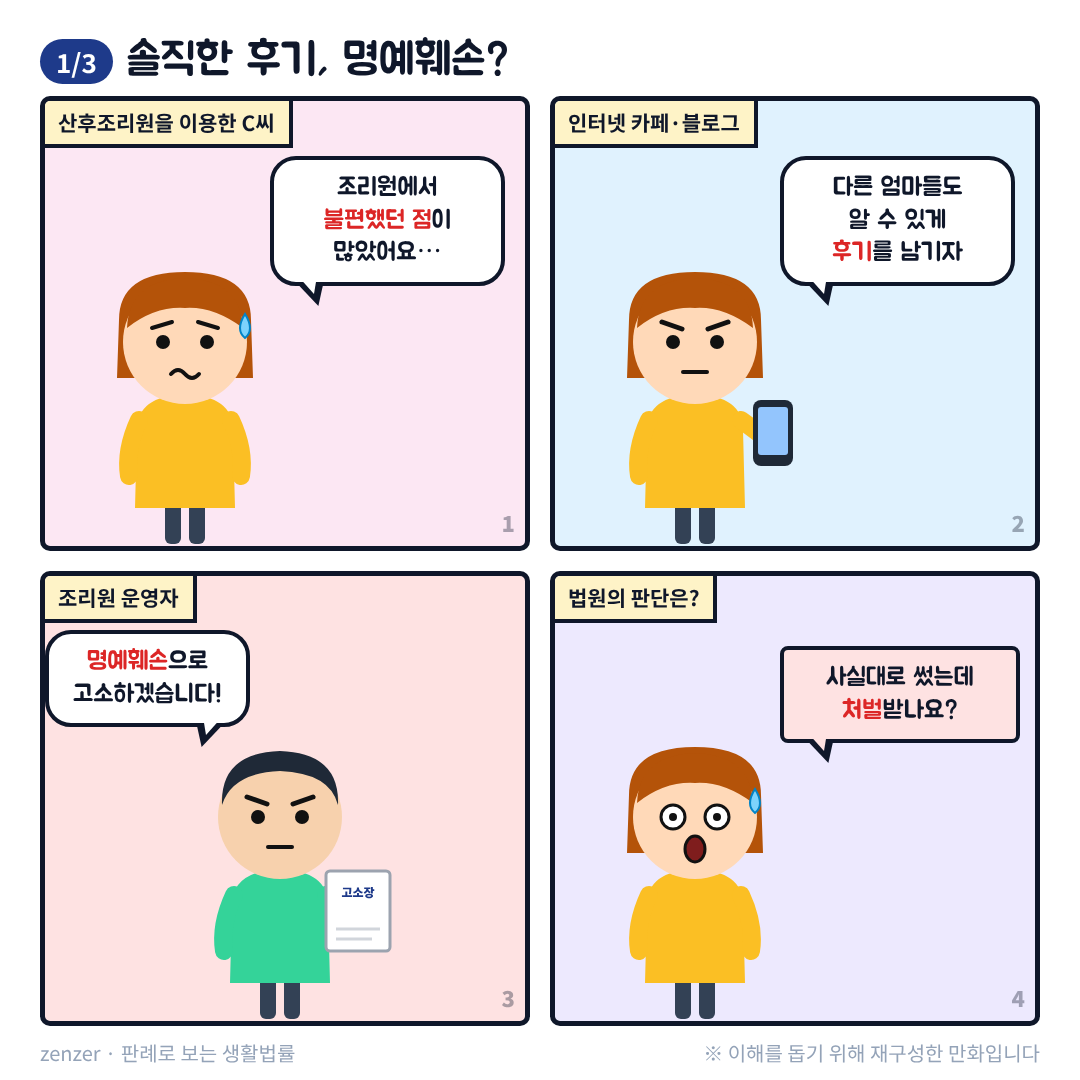 1/3 솔직한 후기, 명예훼손?
산후조리원을 이용한 C씨
조리원에서
불편했던 점이
많았어요…
1
인터넷 카페·블로그
다른 엄마들도
알 수 있게
후기를 남기자
2
조리원 운영자
명예훼손으로
고소하겠습니다!
고소장
3
법원의 판단은?
사실대로 썼는데
처벌받나요?
4
zenzer · 판례로 보는 생활법률
※ 이해를 돕기 위해 재구성한 만화입니다